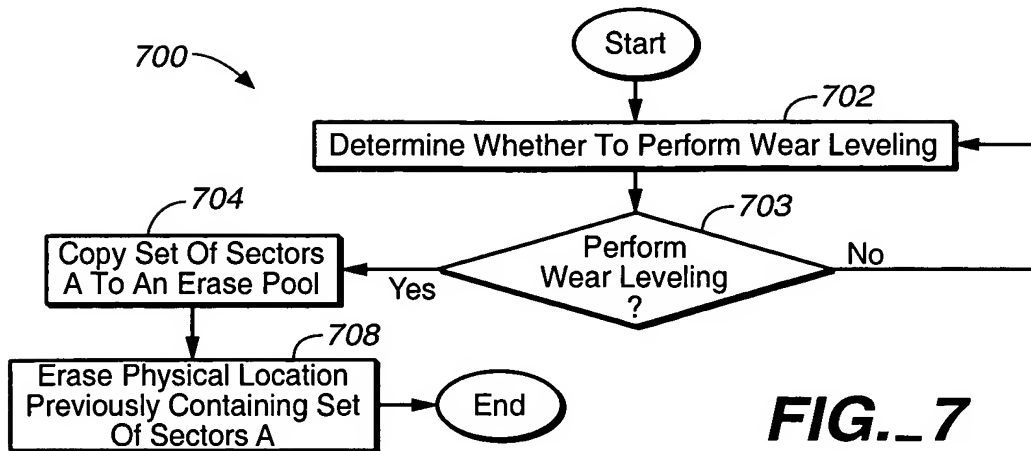 Start
700
702
Determine Whether To Perform Wear Leveling
703
704
Perform
Wear Leveling
?
No
Yes
Copy Set Of Sectors
A To An Erase Pool
708
Erase Physical Location
Previously Containing Set
Of Sectors A
End
FIG._7